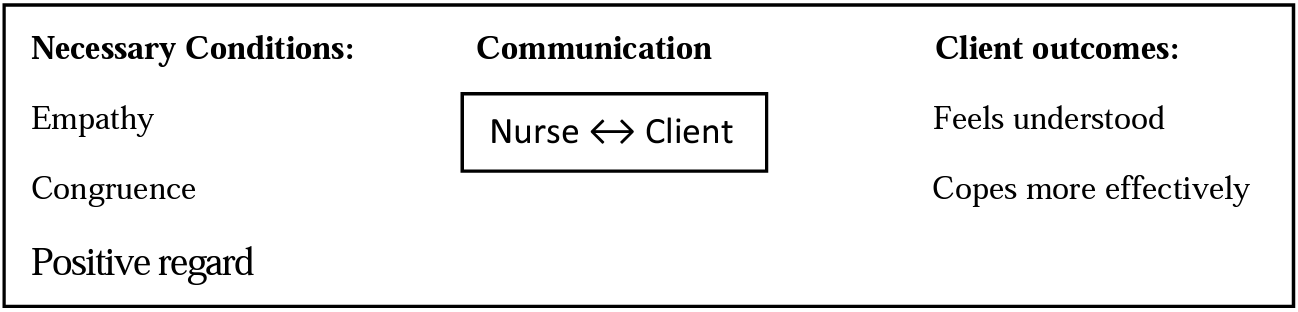 Necessary Conditions:
Empathy
Congruence
Positive regard
Communication
Nurse ↔ Client
Client outcomes:
Feels understood
Copes more effectively